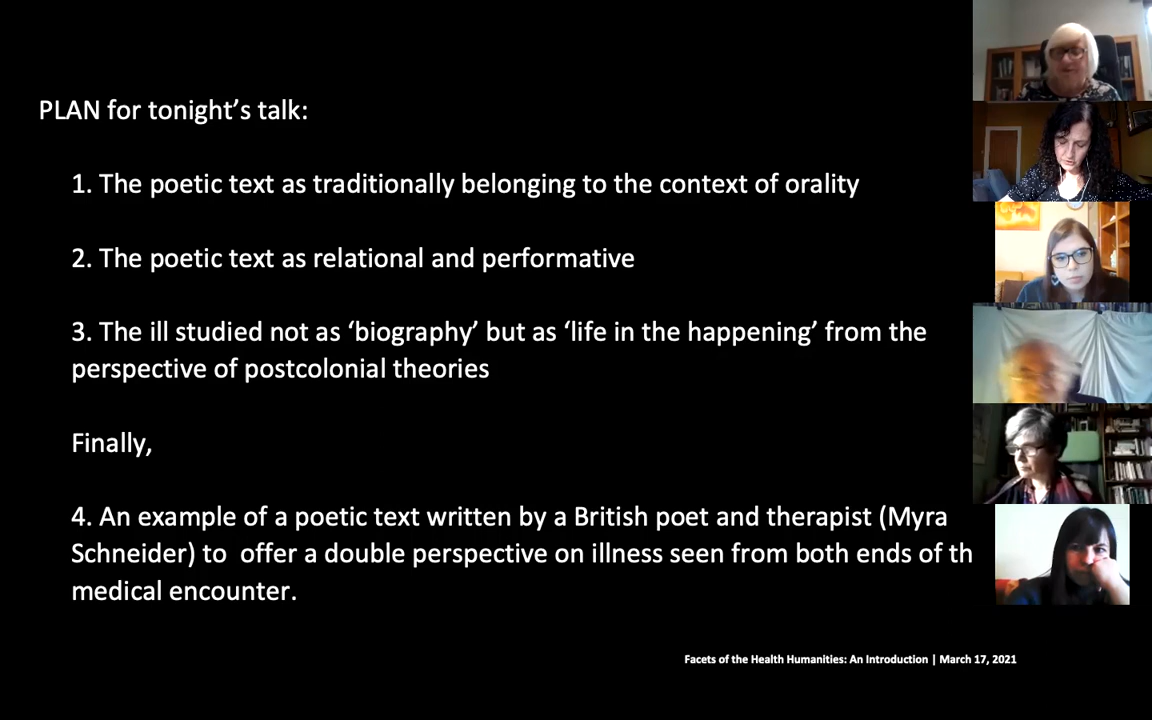 PLAN for tonight’s talk:
1. The poetic text as traditionally belonging to the context of orality
2. The poetic text as relational and performative
3. The ill studied not as ‘biography’ but as ‘life in the happening’ from the
perspective of postcolonial theories
Finally,
4. An example of a poetic text written by a British poet and therapist (Myra
Schneider) to offer a double perspective on illness seen from both ends of th
medical encounter.
Facets of the Health Humanities: An Introduction | March 17, 2021